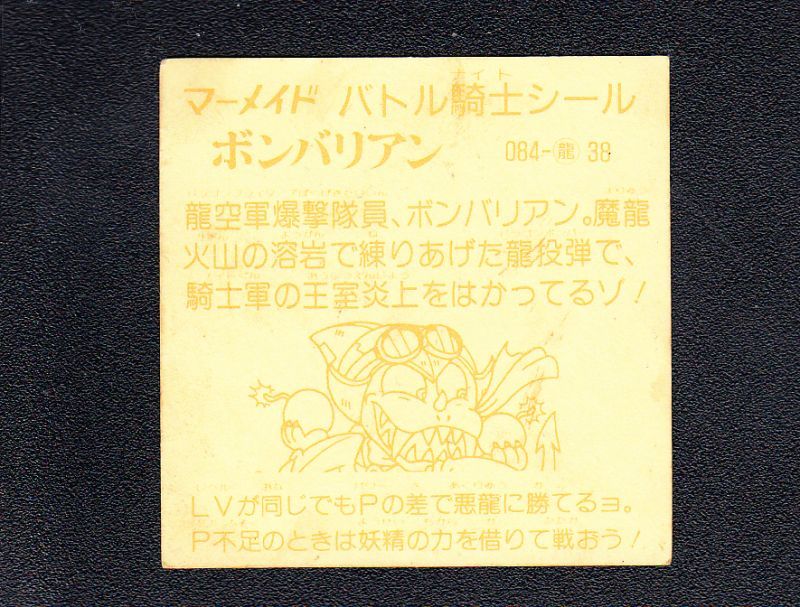 マーメイド バトル騎士シール
ボンバリアン 084-龍38
龍空軍爆撃隊員、ボンバリアン。魔龍
火山の溶岩で練りあげた龍投弾で、
騎士軍の王室炎上をはかってるゾ！
LVが同じでもPの差で悪龍に勝てるョ。
P不足のときは妖精の力を借りて戦おう！